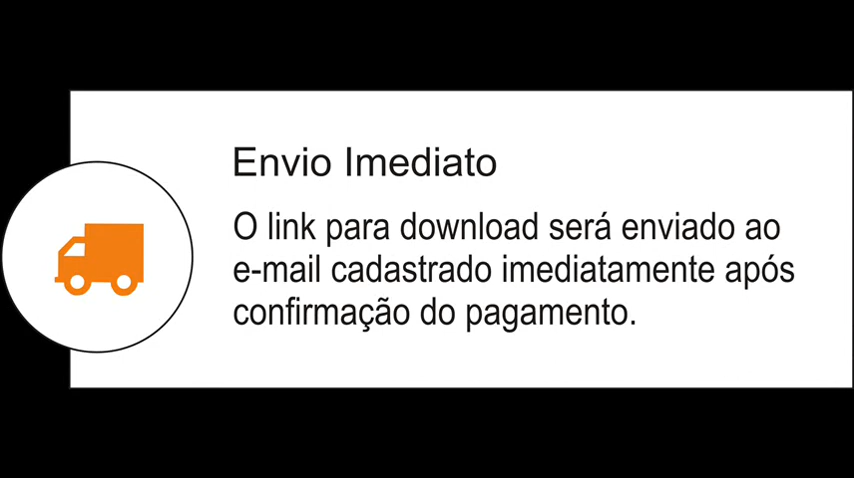 Envio Imediato
O link para download será enviado ao
e-mail cadastrado imediatamente após
confirmação do pagamento.